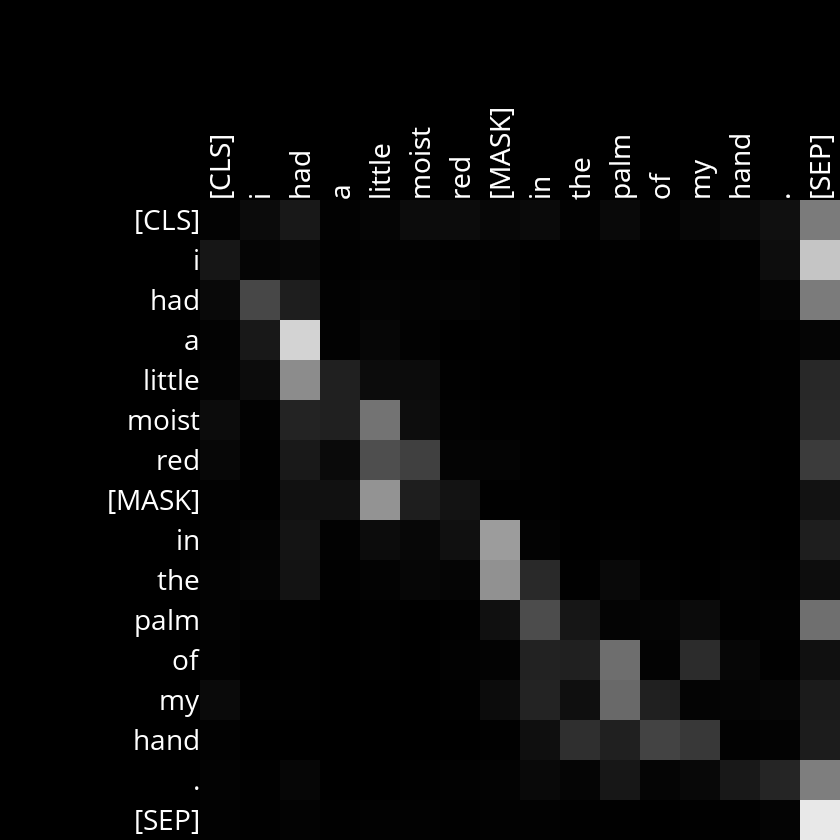 [CLS] i had a little moist red [MASK] in the palm of my hand . [SEP]
[CLS]
i
had
a
little
moist
red
[MASK]
in
the
palm
of
my
hand
.
[SEP]